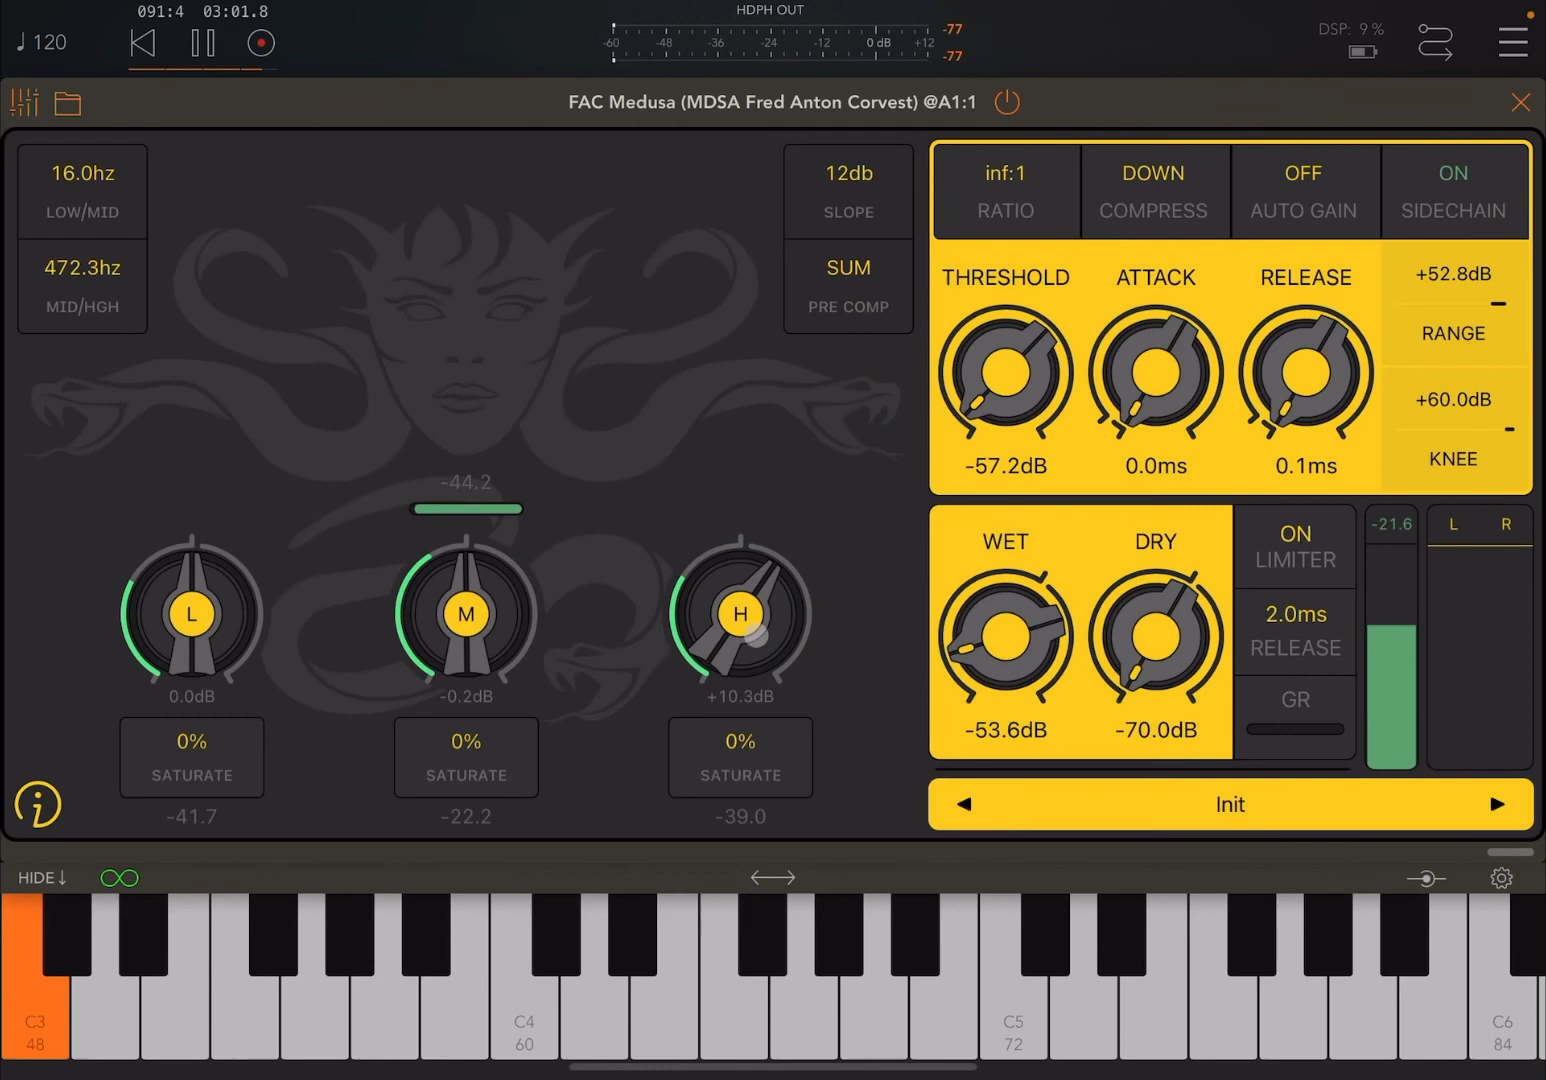 091:4 03:01.8
HDPH OUT
♩ 120
-60 -48 -36 -24 -12 0 dB +12
-77
-77
DSP: 9 %
FAC Medusa (MDSA Fred Anton Corvest) @A1:1
16.0hz
LOW/MID
472.3hz
MID/HGH
12db
SLOPE
SUM
PRE COMP
inf:1
RATIO
DOWN
COMPRESS
OFF
AUTO GAIN
ON
SIDECHAIN
THRESHOLD
-57.2dB
ATTACK
0.0ms
RELEASE
0.1ms
+52.8dB
RANGE
+60.0dB
KNEE
-44.2
L
0.0dB
M
-0.2dB
H
+10.3dB
0%
SATURATE
-41.7
0%
SATURATE
-22.2
0%
SATURATE
-39.0
WET
-53.6dB
DRY
-70.0dB
ON
LIMITER
2.0ms
RELEASE
GR
-21.6
L R
i
◀ Init ▶
HIDE↓
C3
48
C4
60
C5
72
C6
84